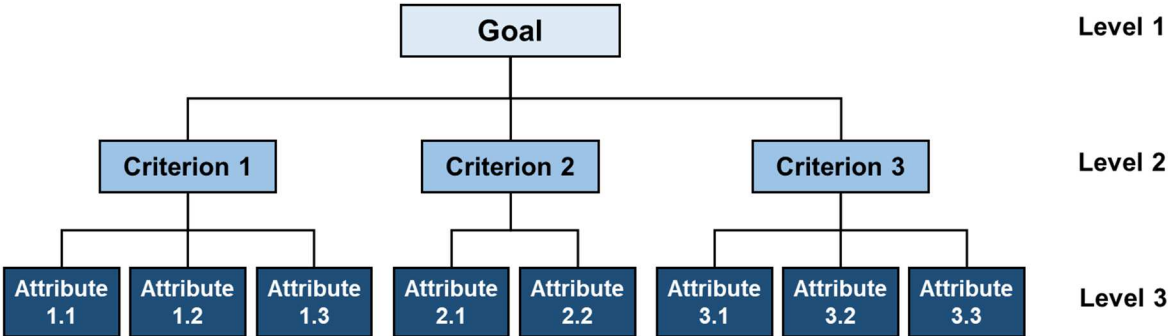 Goal
Level 1
Criterion 1
Criterion 2
Criterion 3
Level 2
Attribute
1.1
Attribute
1.2
Attribute
1.3
Attribute
2.1
Attribute
2.2
Attribute
3.1
Attribute
3.2
Attribute
3.3
Level 3